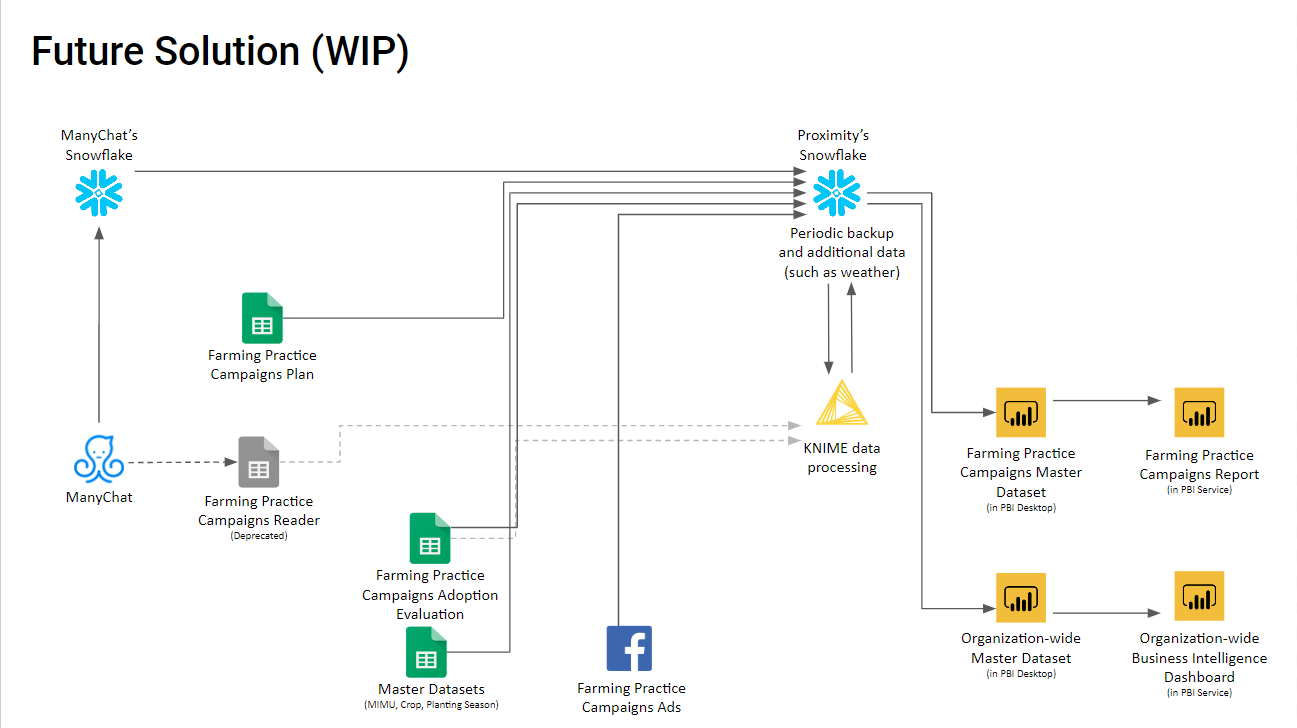 Future Solution (WIP)
ManyChat's
Snowflake
Proximity's
Snowflake
Periodic backup
and additional data
(such as weather)
Farming Practice
Campaigns Plan
ManyChat
Farming Practice
Campaigns Reader
(Deprecated)
KNIME data
processing
Farming Practice
Campaigns Master
Dataset
(in PBI Desktop)
Farming Practice
Campaigns Report
(in PBI Service)
Farming Practice
Campaigns Adoption
Evaluation
Master Datasets
(MIMU, Crop, Planting Season)
Farming Practice
Campaigns Ads
Organization-wide
Master Dataset
(in PBI Desktop)
Organization-wide
Business Intelligence
Dashboard
(in PBI Service)